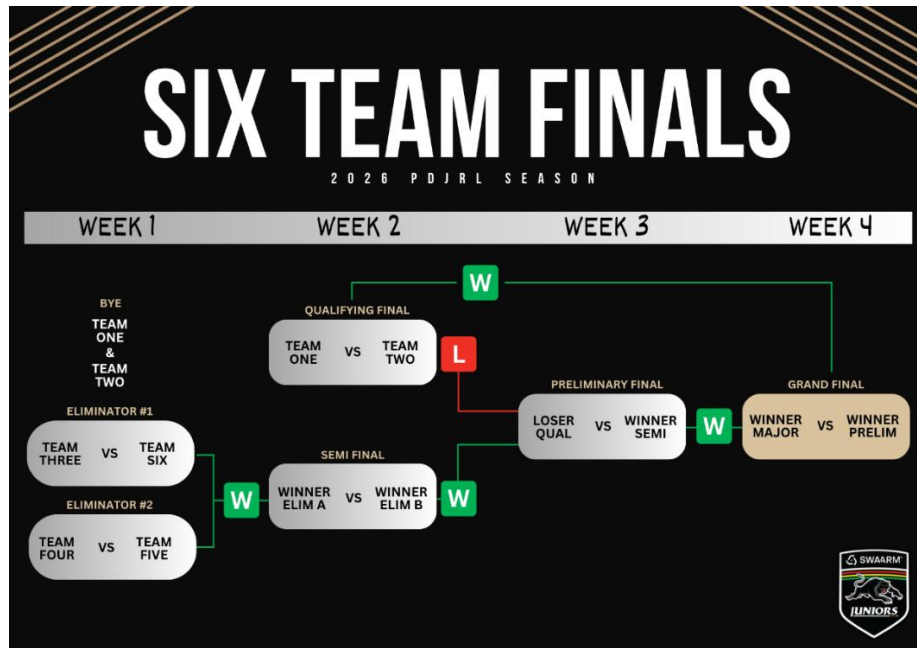 SIX TEAM FINALS
2026 PDJRL SEASON
WEEK 1
WEEK 2
WEEK 3
WEEK 4
BYE
TEAM
ONE
&
TEAM
TWO
ELIMINATOR #1
TEAM
THREE
VS
TEAM
SIX
ELIMINATOR #2
TEAM
FOUR
VS
TEAM
FIVE
W
QUALIFYING FINAL
TEAM
ONE
VS
TEAM
TWO
W
L
SEMI FINAL
WINNER
ELIM A
VS
WINNER
ELIM B
W
PRELIMINARY FINAL
LOSER
QUAL
VS
WINNER
SEMI
W
GRAND FINAL
WINNER
MAJOR
VS
WINNER
PRELIM
SWAARM
JUNIORS